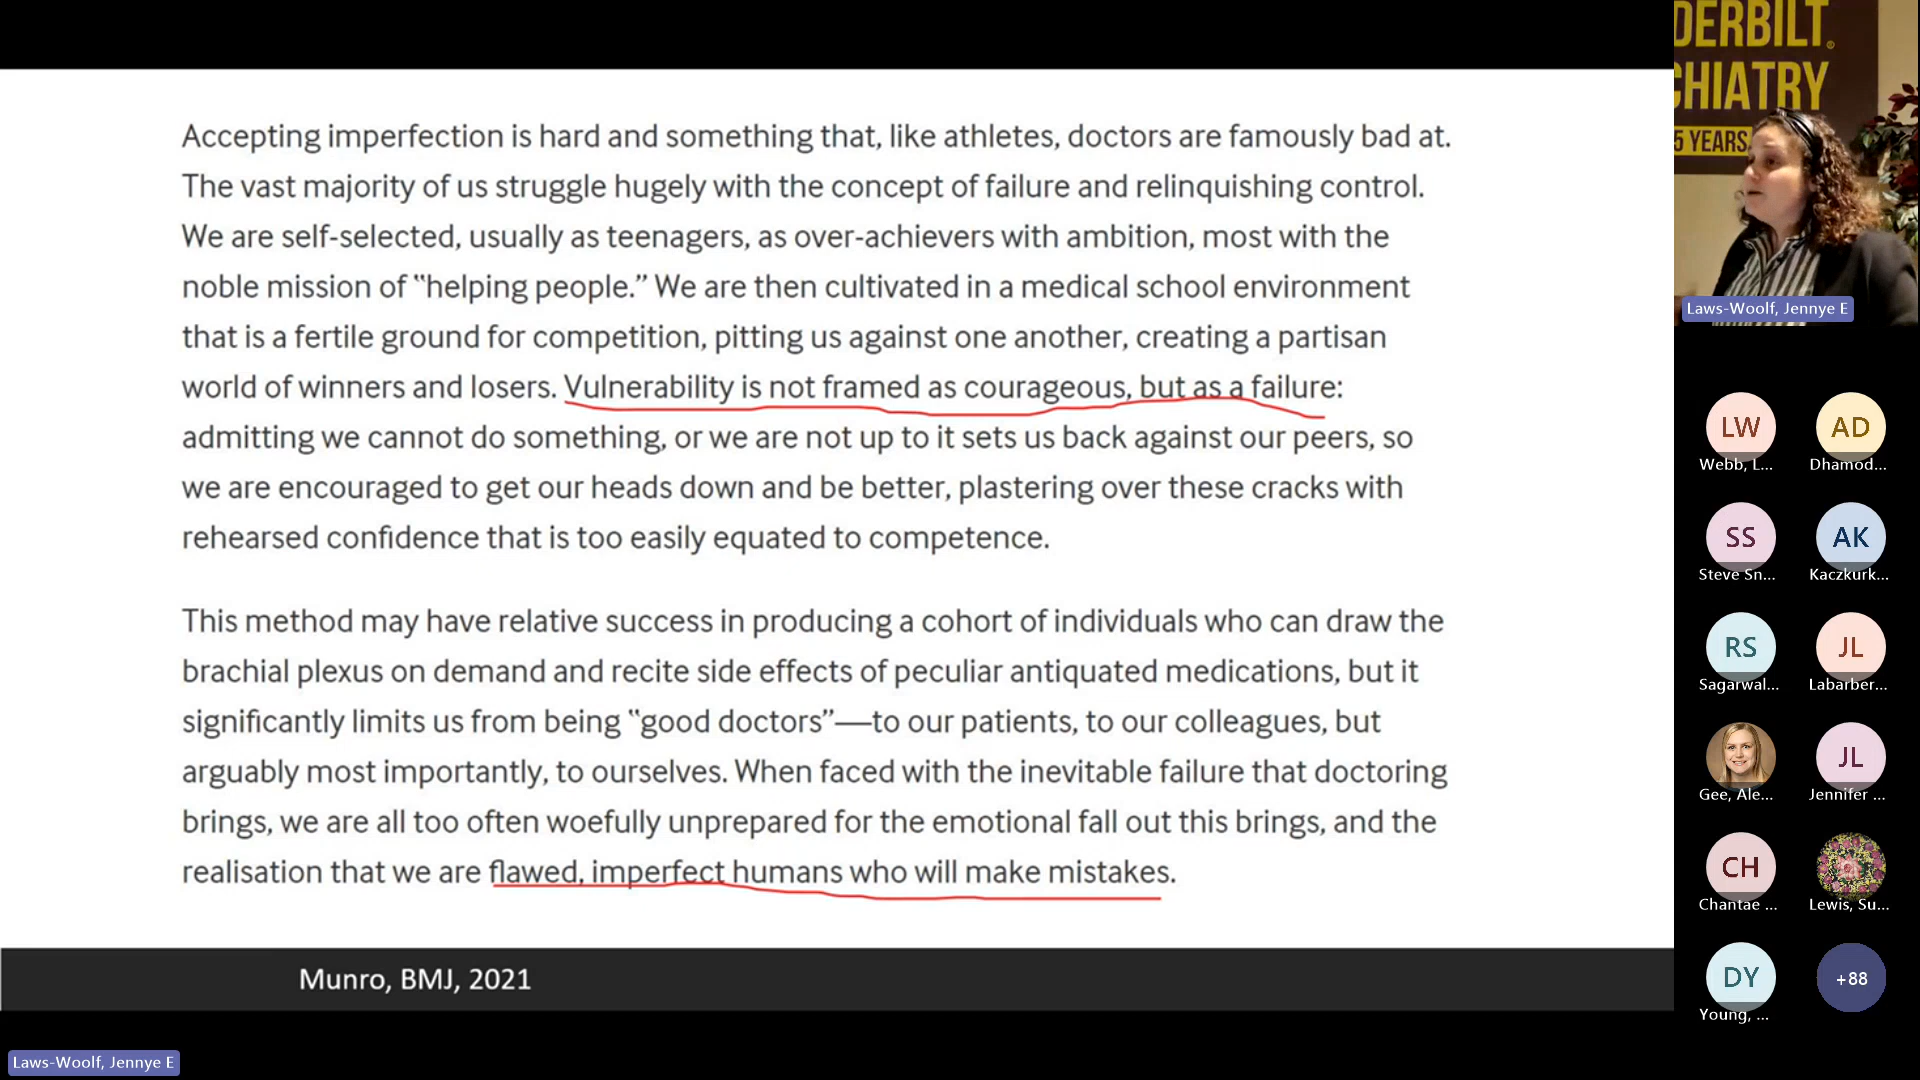 Accepting imperfection is hard and something that, like athletes, doctors are famously bad at.
The vast majority of us struggle hugely with the concept of failure and relinquishing control.
We are self-selected, usually as teenagers, as over-achievers with ambition, most with the
noble mission of “helping people.” We are then cultivated in a medical school environment
that is a fertile ground for competition, pitting us against one another, creating a partisan
world of winners and losers. Vulnerability is not framed as courageous, but as a failure:
admitting we cannot do something, or we are not up to it sets us back against our peers, so
we are encouraged to get our heads down and be better, plastering over these cracks with
rehearsed confidence that is too easily equated to competence.
This method may have relative success in producing a cohort of individuals who can draw the
brachial plexus on demand and recite side effects of peculiar antiquated medications, but it
significantly limits us from being “good doctors”—to our patients, to our colleagues, but
arguably most importantly, to ourselves. When faced with the inevitable failure that doctoring
brings, we are all too often woefully unprepared for the emotional fall out this brings, and the
realisation that we are flawed, imperfect humans who will make mistakes.
Munro, BMJ, 2021
Laws-Woolf, Jennye E
DERBILT®
CHIATRY
5 YEARS
Laws-Woolf, Jennye E
LW
AD
Webb, L...
Dhamod...
SS
AK
Steve Sn...
Kaczkurk...
RS
JL
Sagarwal...
Labarber...
JL
Gee, Ale...
Jennifer ...
CH
Chantae ...
Lewis, Su...
DY
+88
Young, ...